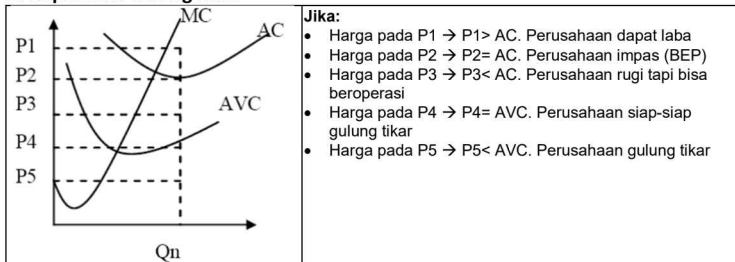 MC
AC
P1
P2
P3
AVC
P4
P5
Qn
Jika:
• Harga pada P1 → P1> AC. Perusahaan dapat laba
• Harga pada P2 → P2= AC. Perusahaan impas (BEP)
• Harga pada P3 → P3< AC. Perusahaan rugi tapi bisa
beroperasi
• Harga pada P4 → P4= AVC. Perusahaan siap-siap
gulung tikar
• Harga pada P5 → P5< AVC. Perusahaan gulung tikar